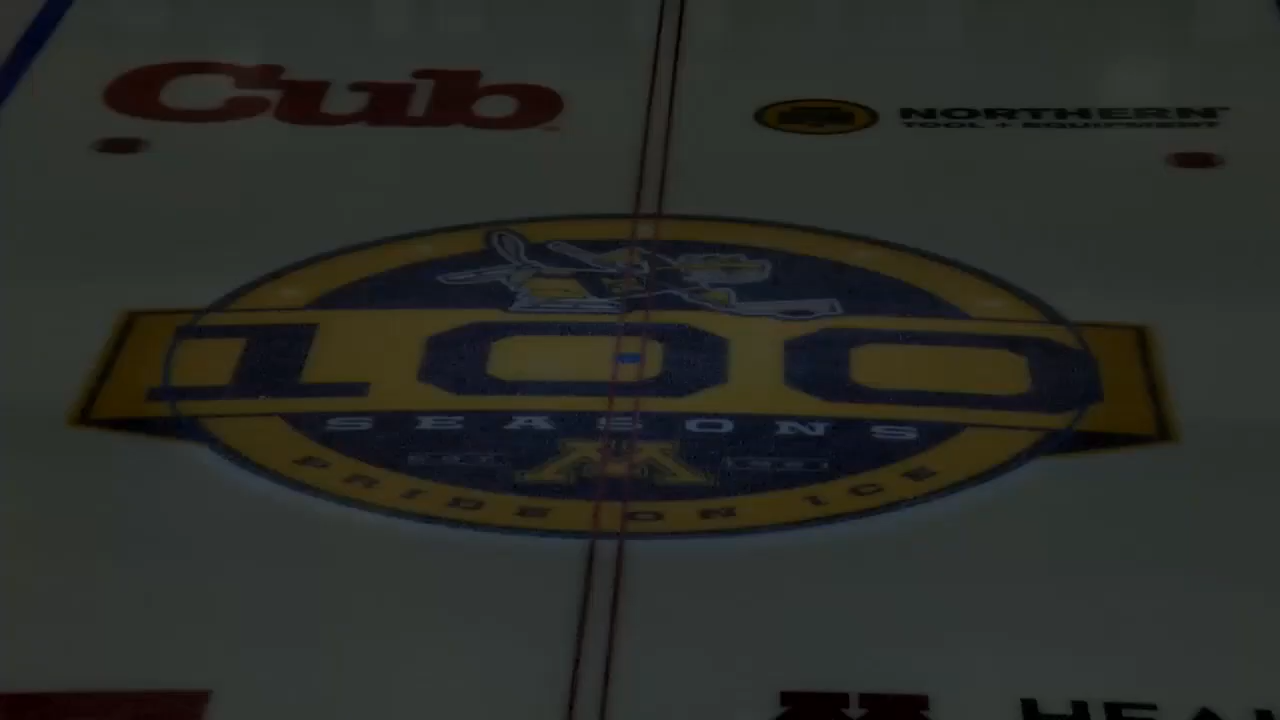 Cub
NORTHERN
TOOL + EQUIPMENT
100
SEASONS
M
PRIDE ON ICE